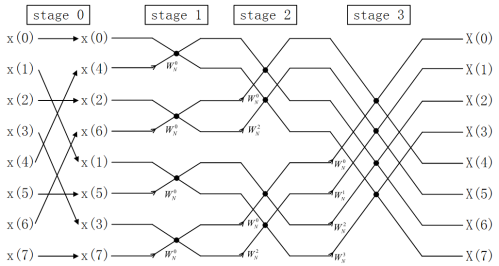 stage 0 stage 1 stage 2 stage 3
x(0) x(0) X(0)
x(1) x(4) W_N^0 X(1)
x(2) x(2) W_N^0 X(2)
x(3) x(6) W_N^0 W_N^2 X(3)
x(4) x(1) W_N^0 X(4)
x(5) x(5) W_N^0 W_N^1 X(5)
x(6) x(3) W_N^0 W_N^2 X(6)
x(7) x(7) W_N^0 W_N^2 W_N^3 X(7)